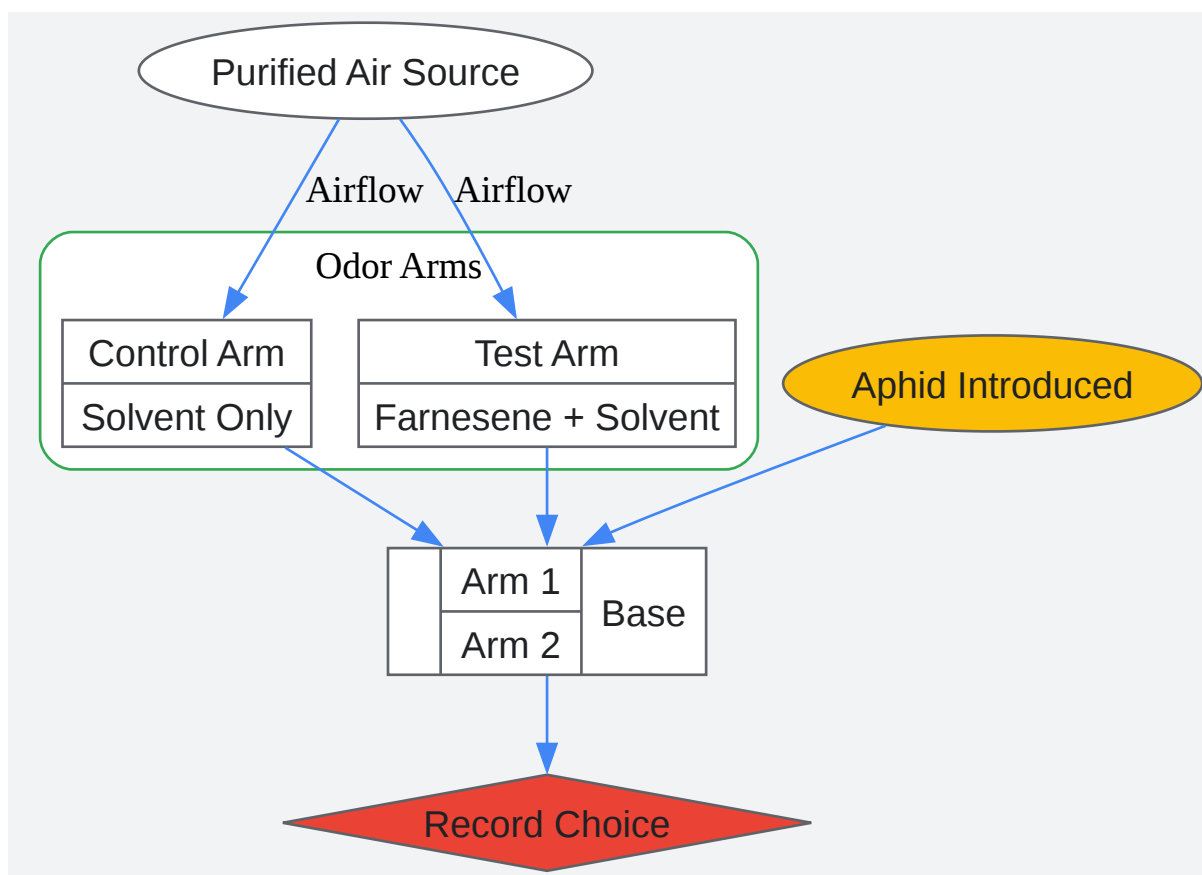 Purified Air Source
Airflow
Airflow
Odor Arms
Control Arm
Solvent Only
Test Arm
Farnesene + Solvent
Aphid Introduced
Arm 1
Arm 2
Base
Record Choice